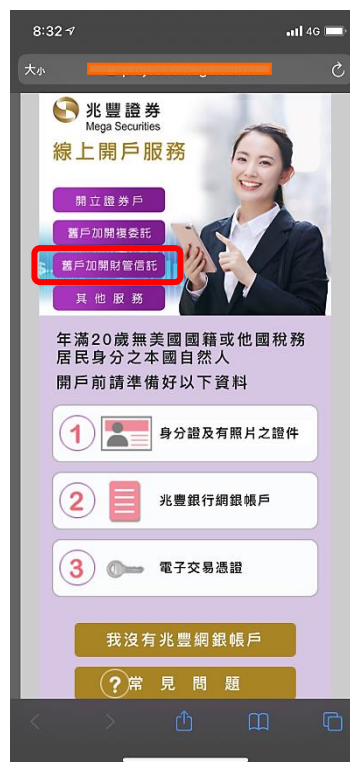 8:32
4G
大小
兆豐證券
Mega Securities
線上開戶服務
開立證券戶
舊戶加開複委託
舊戶加開財管信託
其他服務
年滿20歲無美國國籍或他國稅務
居民身分之本國自然人
開戶前請準備好以下資料
1 身分證及有照片之證件
2 兆豐銀行網銀帳戶
3 電子交易憑證
我沒有兆豐網銀帳戶
?常見問題